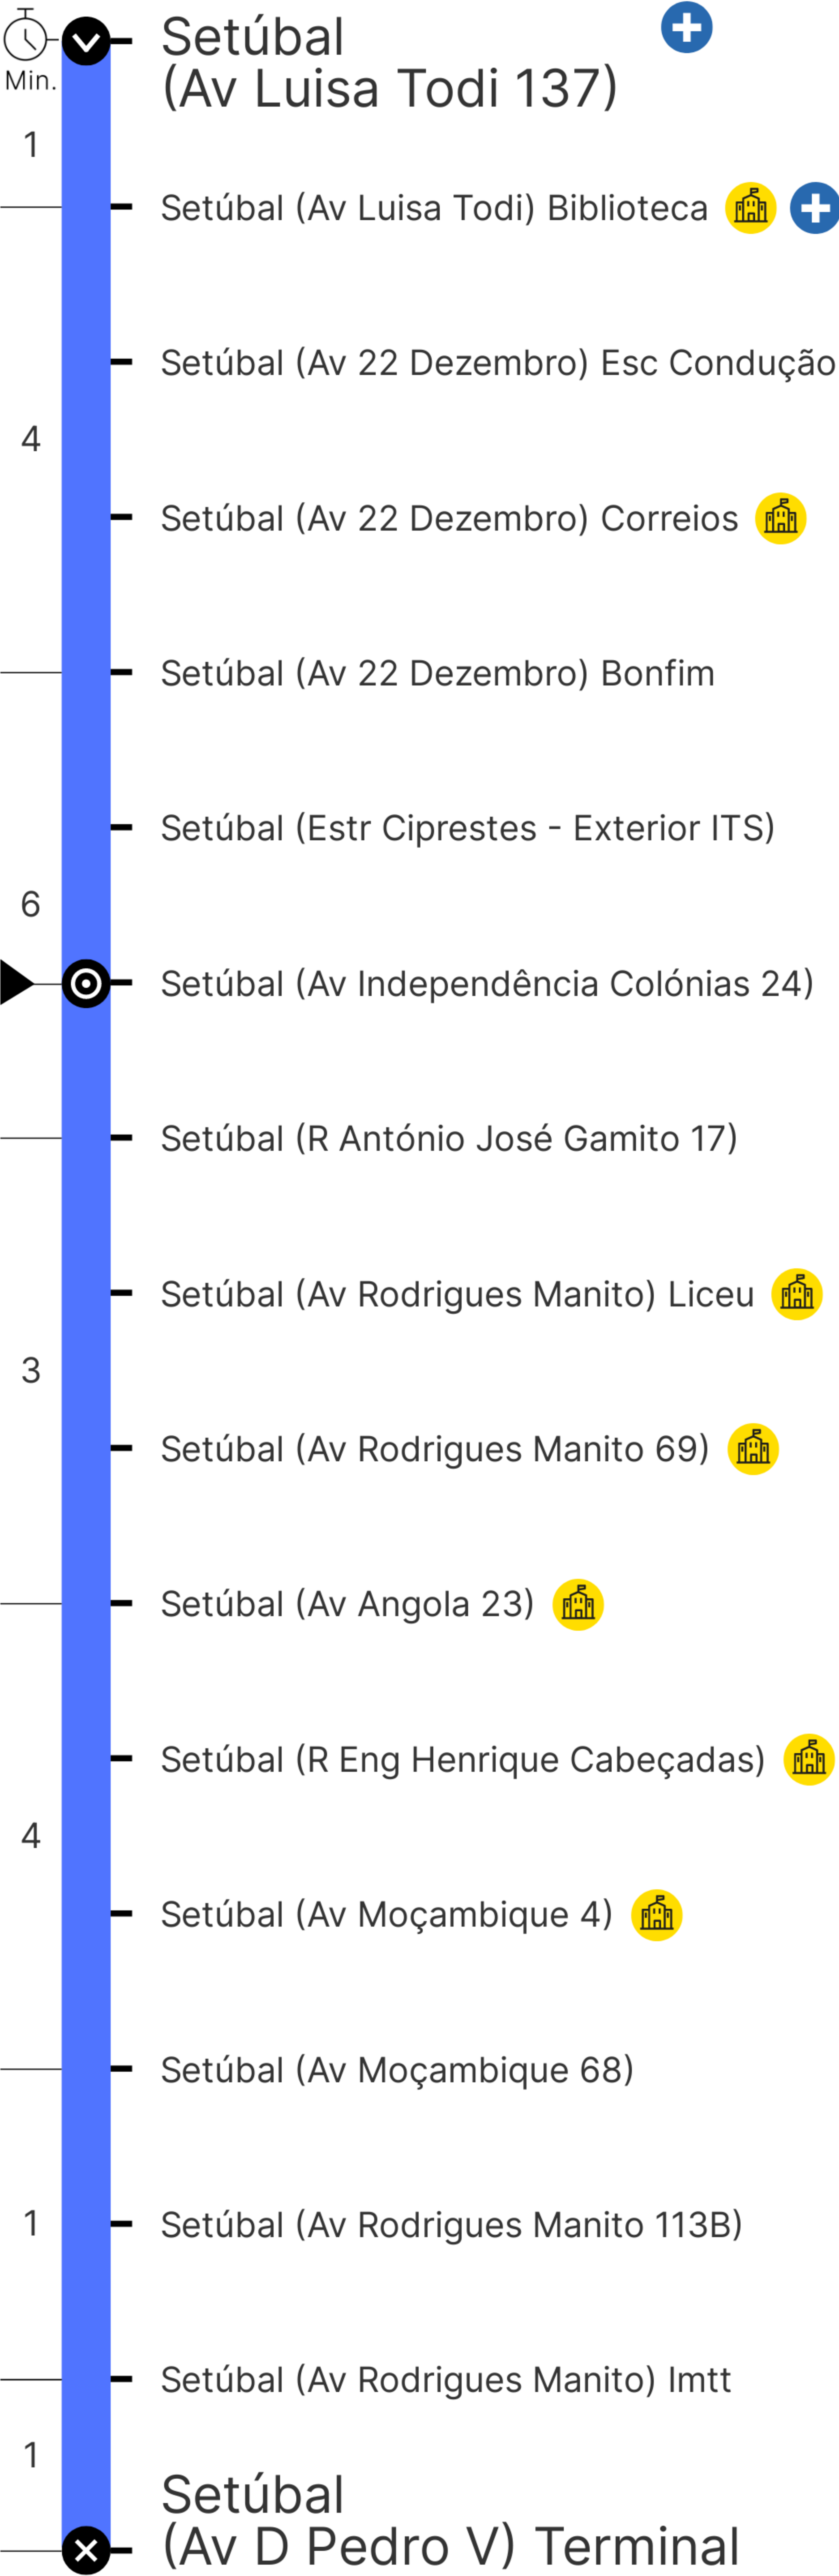 Setúbal
(Av Luisa Todi 137)
Min.
1
Setúbal (Av Luisa Todi) Biblioteca
Setúbal (Av 22 Dezembro) Esc Condução
4
Setúbal (Av 22 Dezembro) Correios
Setúbal (Av 22 Dezembro) Bonfim
Setúbal (Estr Ciprestes - Exterior ITS)
6
Setúbal (Av Independência Colónias 24)
Setúbal (R António José Gamito 17)
Setúbal (Av Rodrigues Manito) Liceu
3
Setúbal (Av Rodrigues Manito 69)
Setúbal (Av Angola 23)
Setúbal (R Eng Henrique Cabeçadas)
4
Setúbal (Av Moçambique 4)
Setúbal (Av Moçambique 68)
1
Setúbal (Av Rodrigues Manito 113B)
Setúbal (Av Rodrigues Manito) Imtt
1
Setúbal
(Av D Pedro V) Terminal